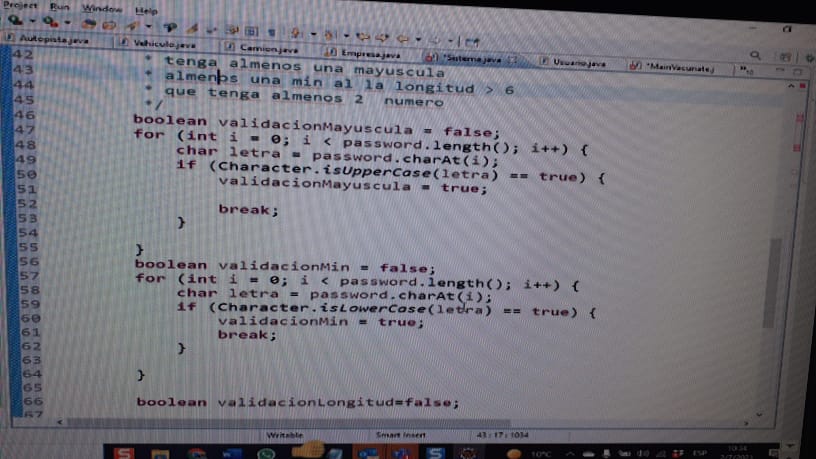 Project Run Window Help
Autopista.java Vehiculo.java Camion.java Empresa.java *Sistema.java Usuario.java *MainVacunate.j
42 * tenga almenos una mayuscula
43 * almenos una min al la longitud > 6
44 * que tenga almenos 2 numero
45 */
46 boolean validacionMayuscula = false;
47 for (int i = 0; i < password.length(); i++) {
48 char letra = password.charAt(i);
49 if (Character.isUpperCase(letra) == true) {
50 validacionMayuscula = true;
51
52 break;
53 }
54
55 }
56 boolean validacionMin = false;
57 for (int i = 0; i < password.length(); i++) {
58 char letra = password.charAt(i);
59 if (Character.isLowerCase(letra) == true) {
60 validacionMin = true;
61 break;
62 }
63
64 }
65
66 boolean validacionLongitud=false;
67
Writable Smart Insert 43:17:1034
10°C ESP 10:34